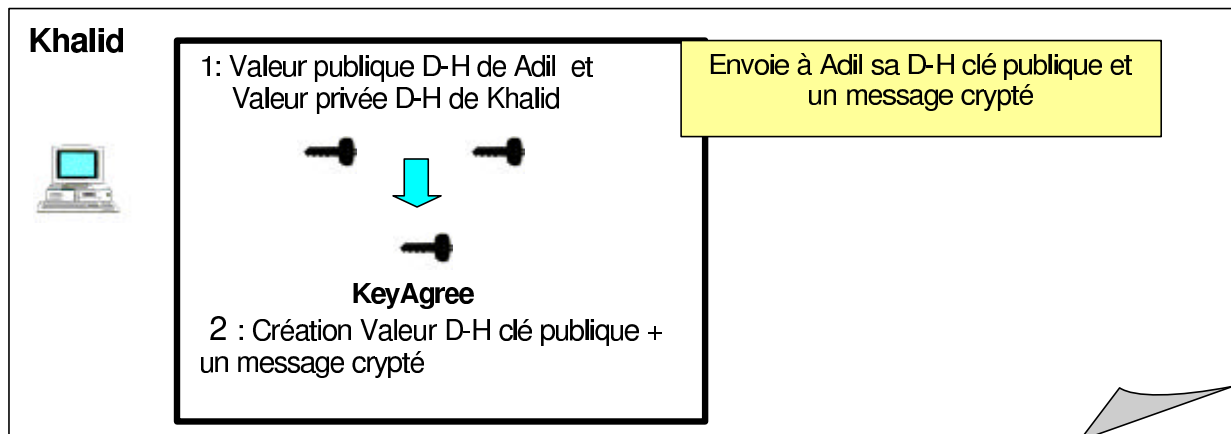 Khalid
1: Valeur publique D-H de Adil et
Valeur privée D-H de Khalid
Envoie à Adil sa D-H clé publique et
un message crypté
KeyAgree
2 : Création Valeur D-H clé publique +
un message crypté